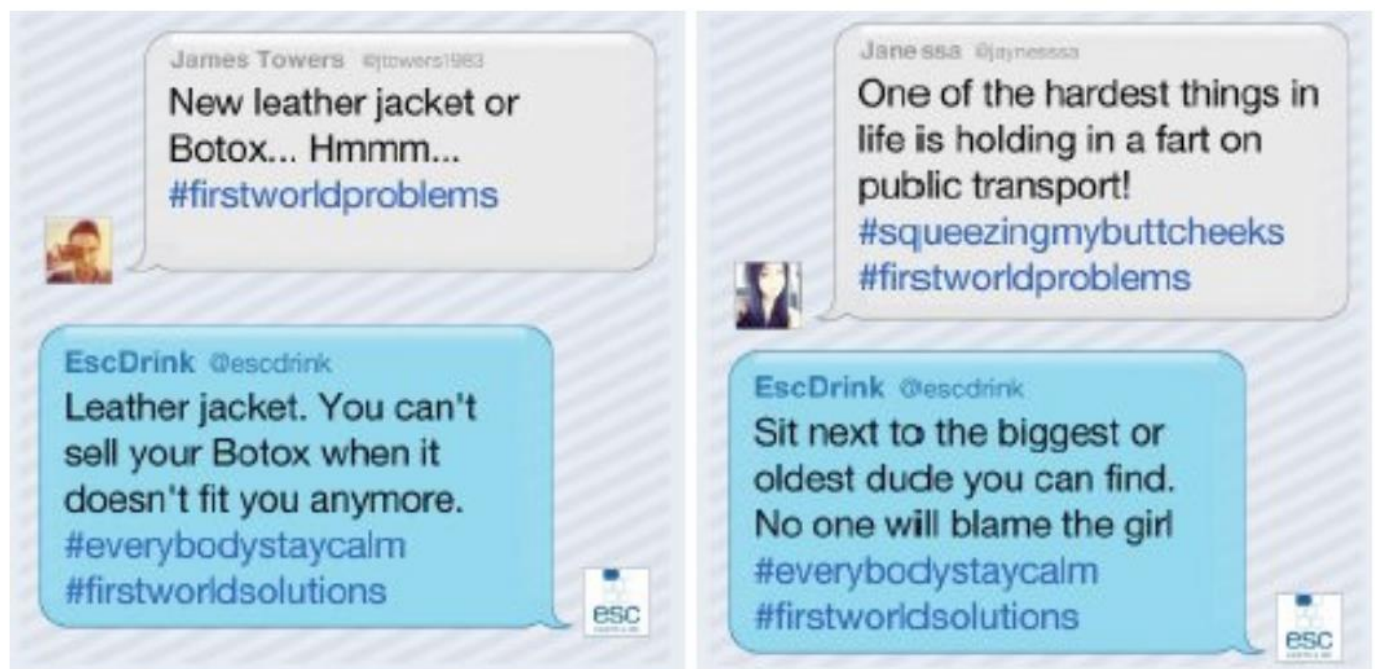 James Towers @jtowers1983
New leather jacket or
Botox... Hmmm...
#firstworldproblems
EscDrink @escdrink
Leather jacket. You can't
sell your Botox when it
doesn't fit you anymore.
#everybodystaycalm
#firstworldsolutions
esc
Janessa @jaynesssa
One of the hardest things in
life is holding in a fart on
public transport!
#squeezingmybuttcheeks
#firstworldproblems
EscDrink @escdrink
Sit next to the biggest or
oldest dude you can find.
No one will blame the girl
#everybodystaycalm
#firstworldsolutions
esc